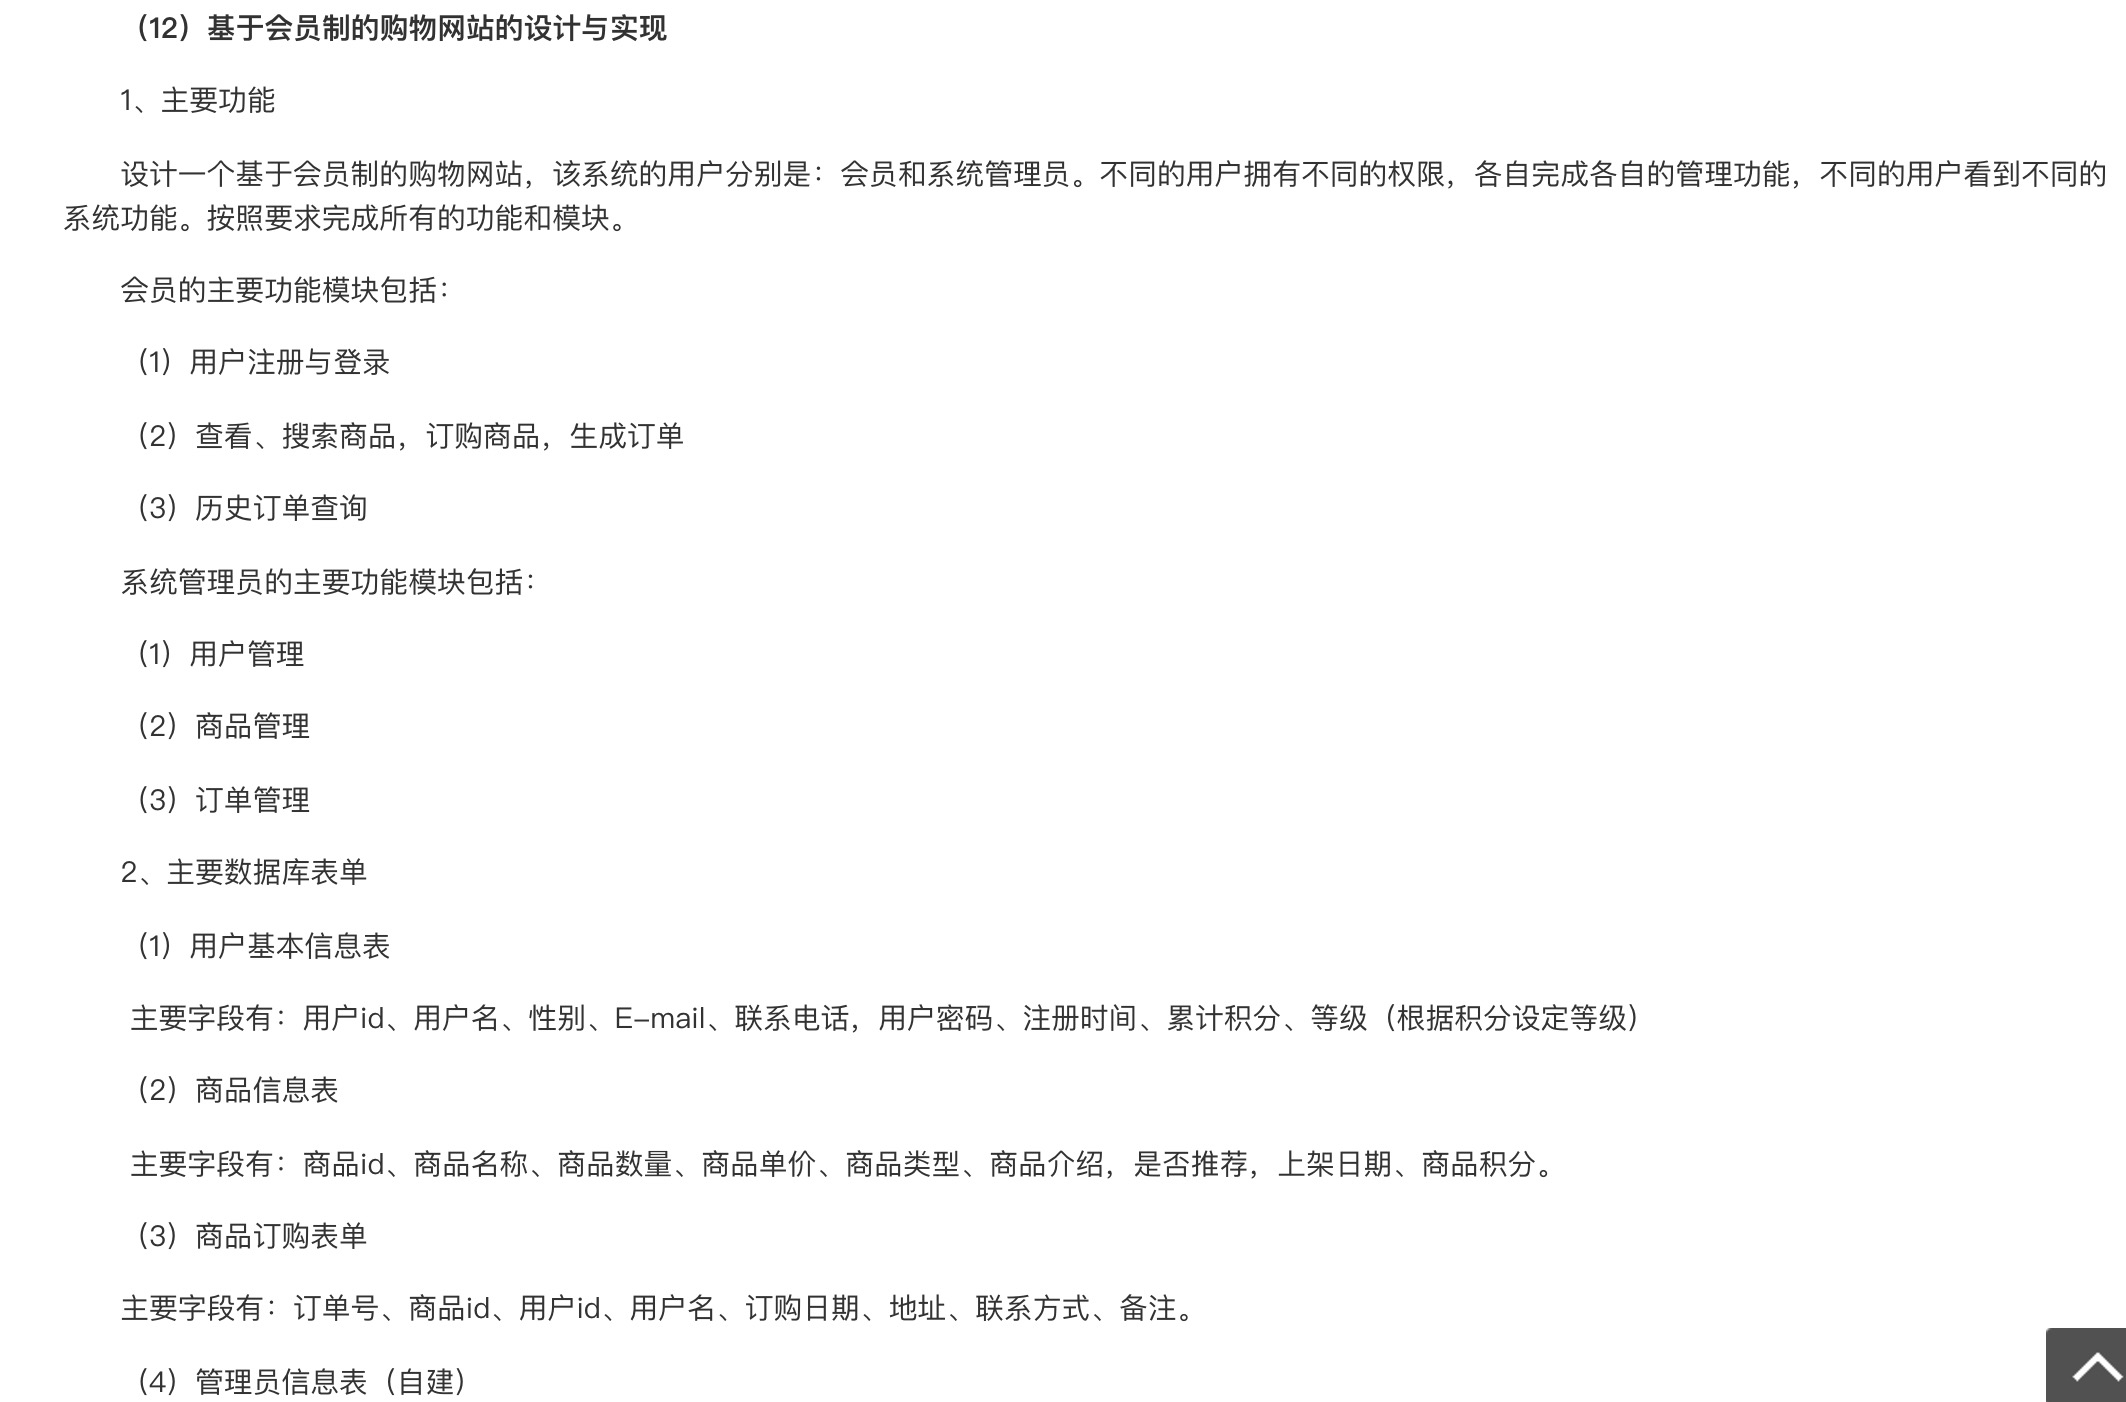 （12）基于会员制的购物网站的设计与实现
1、主要功能
设计一个基于会员制的购物网站，该系统的用户分别是：会员和系统管理员。不同的用户拥有不同的权限，各自完成各自的管理功能，不同的用户看到不同的
系统功能。按照要求完成所有的功能和模块。
会员的主要功能模块包括：
（1）用户注册与登录
（2）查看、搜索商品，订购商品，生成订单
（3）历史订单查询
系统管理员的主要功能模块包括：
（1）用户管理
（2）商品管理
（3）订单管理
2、主要数据库表单
（1）用户基本信息表
主要字段有：用户id、用户名、性别、E-mail、联系电话，用户密码、注册时间、累计积分、等级（根据积分设定等级）
（2）商品信息表
主要字段有：商品id、商品名称、商品数量、商品单价、商品类型、商品介绍，是否推荐，上架日期、商品积分。
（3）商品订购表单
主要字段有：订单号、商品id、用户id、用户名、订购日期、地址、联系方式、备注。
（4）管理员信息表（自建）